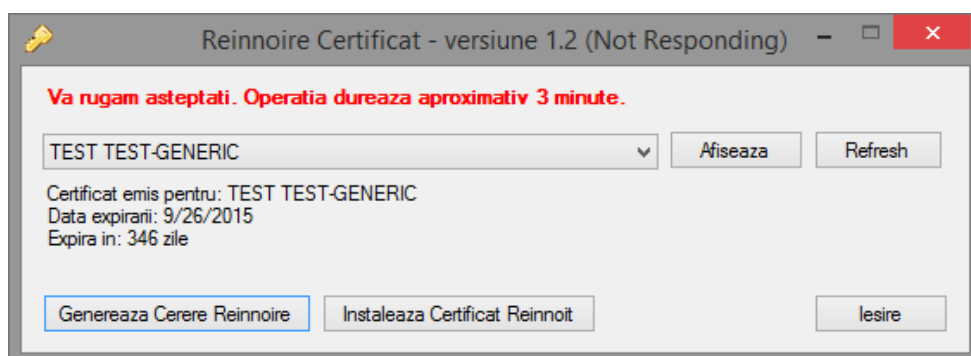 Reinnoire Certificat - versiune 1.2 (Not Responding)
Va rugam asteptati. Operatia dureaza aproximativ 3 minute.
TEST TEST-GENERIC
Afiseaza
Refresh
Certificat emis pentru: TEST TEST-GENERIC
Data expirarii: 9/26/2015
Expira in: 346 zile
Genereaza Cerere Reinnoire
Instaleaza Certificat Reinnoit
Iesire